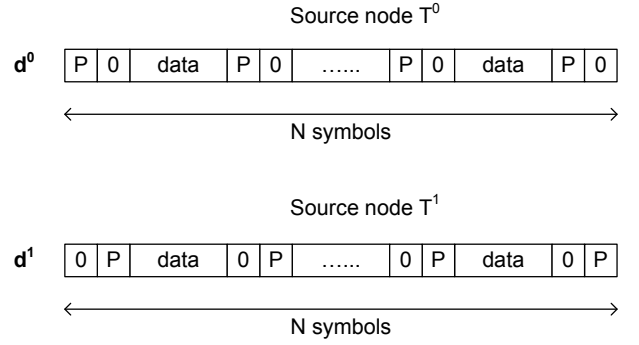 Source node T⁰
d⁰ P 0 data P 0 …... P 0 data P 0
N symbols
Source node T¹
d¹ 0 P data 0 P …... 0 P data 0 P
N symbols